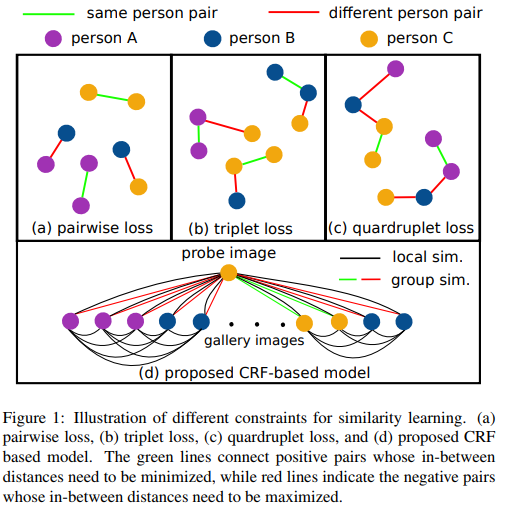 same person pair
different person pair
person A
person B
person C
(a) pairwise loss
(b) triplet loss
(c) quadruplet loss
probe image
local sim.
group sim.
gallery images
(d) proposed CRF-based model
Figure 1: Illustration of different constraints for similarity learning. (a)
pairwise loss, (b) triplet loss, (c) quadruplet loss, and (d) proposed CRF
based model. The green lines connect positive pairs whose in-between
distances need to be minimized, while red lines indicate the negative pairs
whose in-between distances need to be maximized.